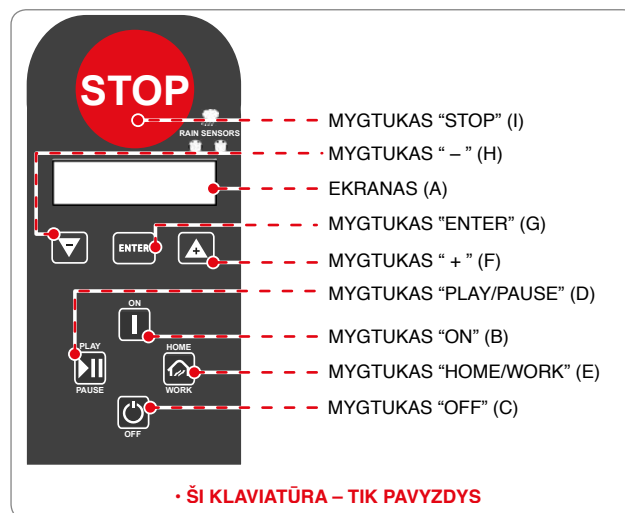 STOP
RAIN SENSORS
ENTER
ON
PLAY
PAUSE
HOME
WORK
OFF
MYGTUKAS “STOP” (I)
MYGTUKAS “ – ” (H)
EKRANAS (A)
MYGTUKAS “ENTER” (G)
MYGTUKAS “ + ” (F)
MYGTUKAS “PLAY/PAUSE” (D)
MYGTUKAS “ON” (B)
MYGTUKAS “HOME/WORK” (E)
MYGTUKAS “OFF” (C)
• ŠI KLAVIATŪRA – TIK PAVYZDYS